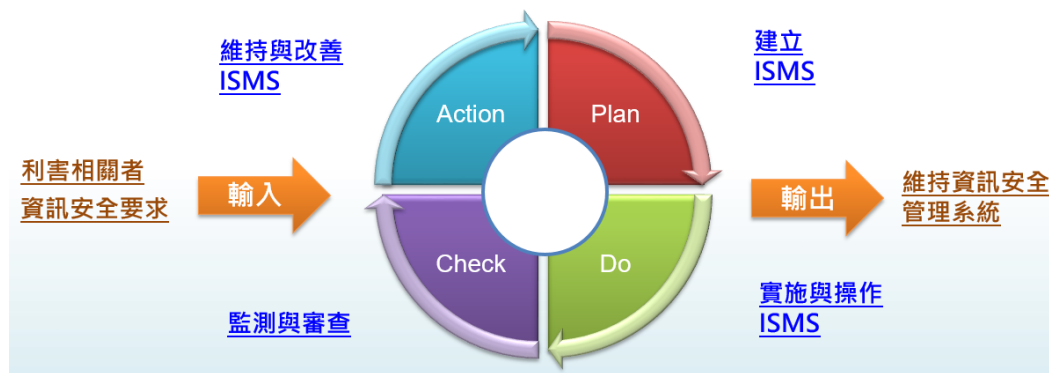 維持與改善
ISMS
建立
ISMS
Action
Plan
利害相關者
資訊安全要求
輸入
輸出
維持資訊安全
管理系統
Check
Do
監測與審查
實施與操作
ISMS